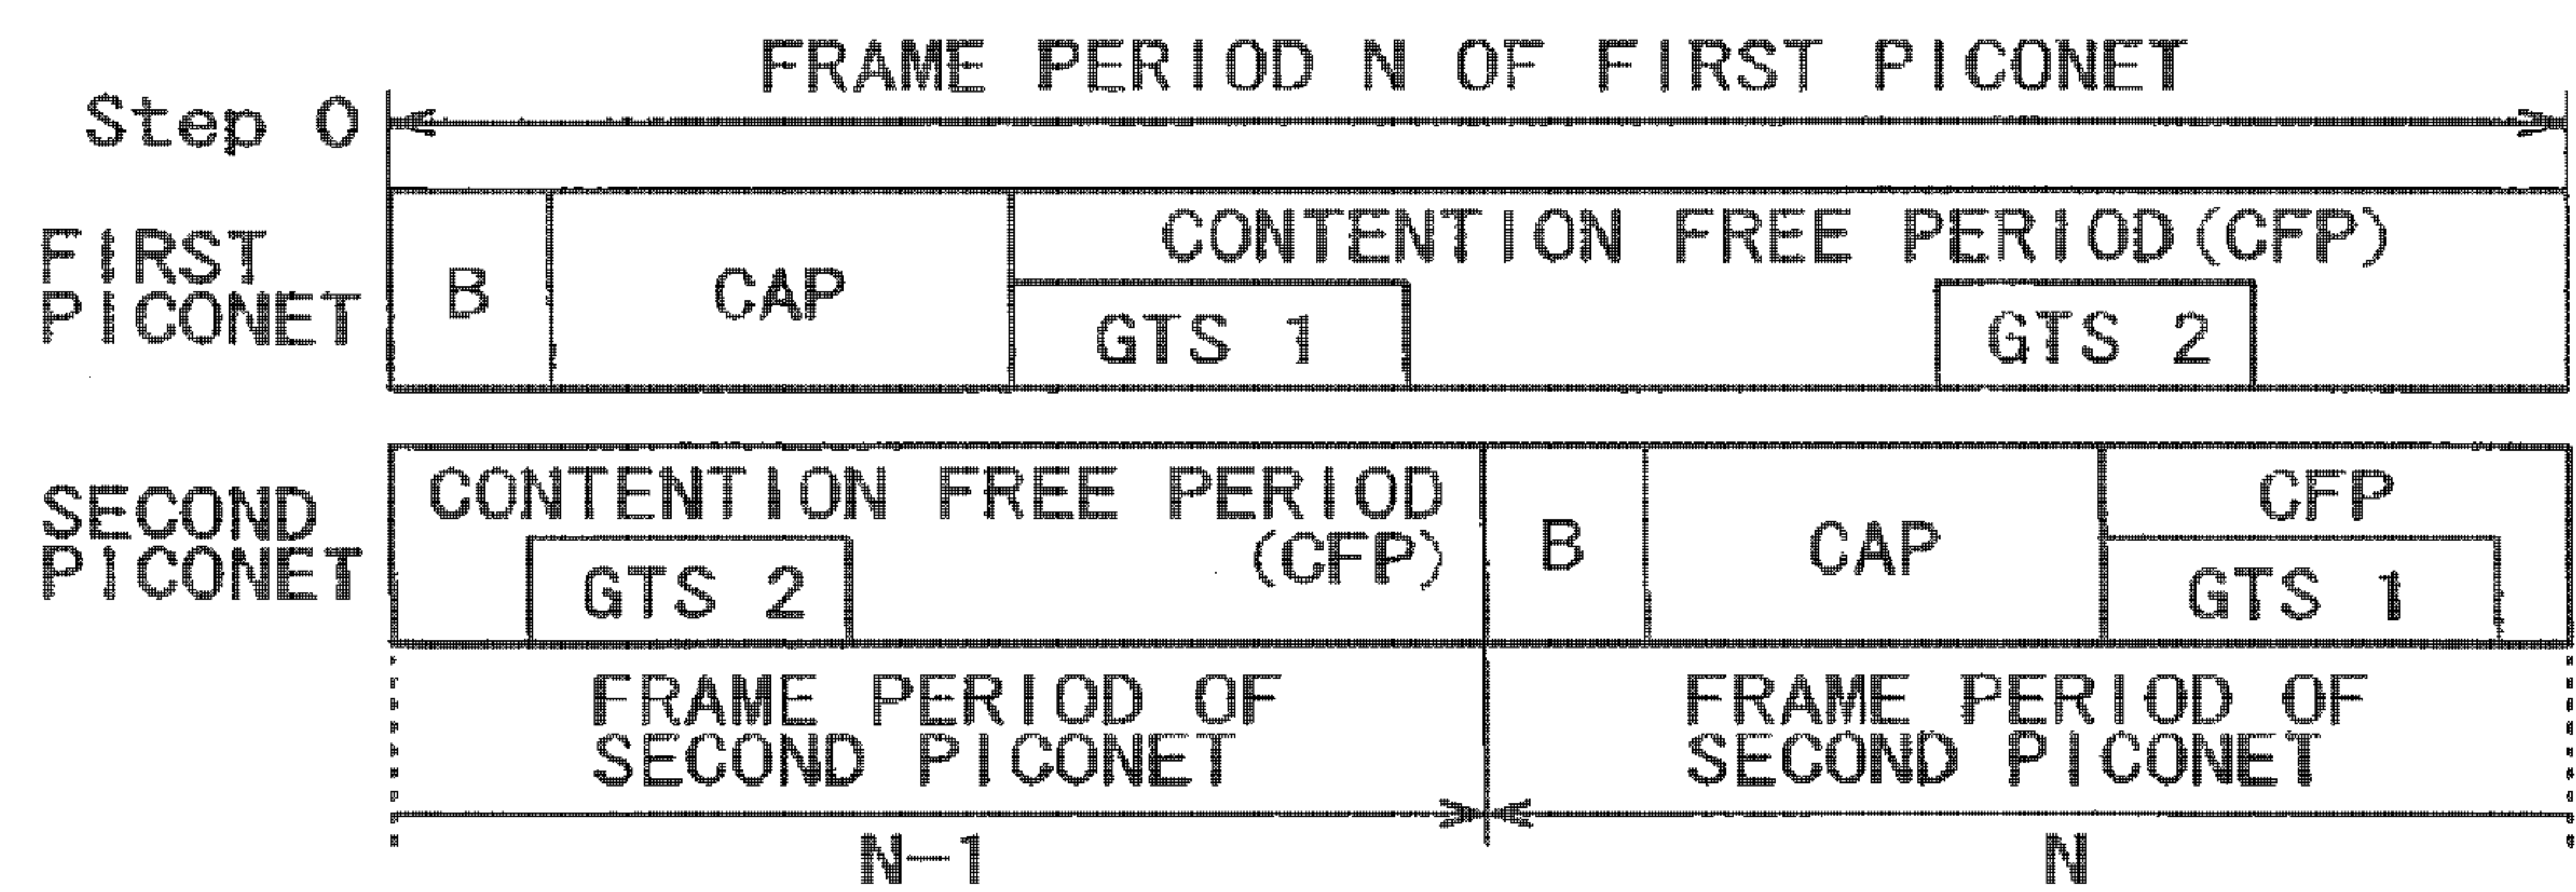 FRAME PERIOD N OF FIRST PICONET
Step 0
FIRST
PICONET
B
CAP
CONTENTION FREE PERIOD(CFP)
GTS 1
GTS 2
SECOND
PICONET
CONTENTION FREE PERIOD
(CFP)
GTS 2
B
CAP
CFP
GTS 1
FRAME PERIOD OF
SECOND PICONET
N-1
FRAME PERIOD OF
SECOND PICONET
N